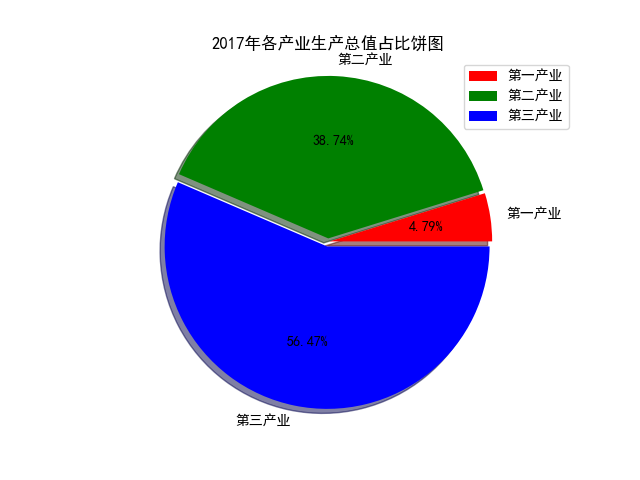 2017年各产业生产总值占比饼图
第二产业
第一产业
第二产业
第三产业
38.74%
第一产业
4.79%
56.47%
第三产业